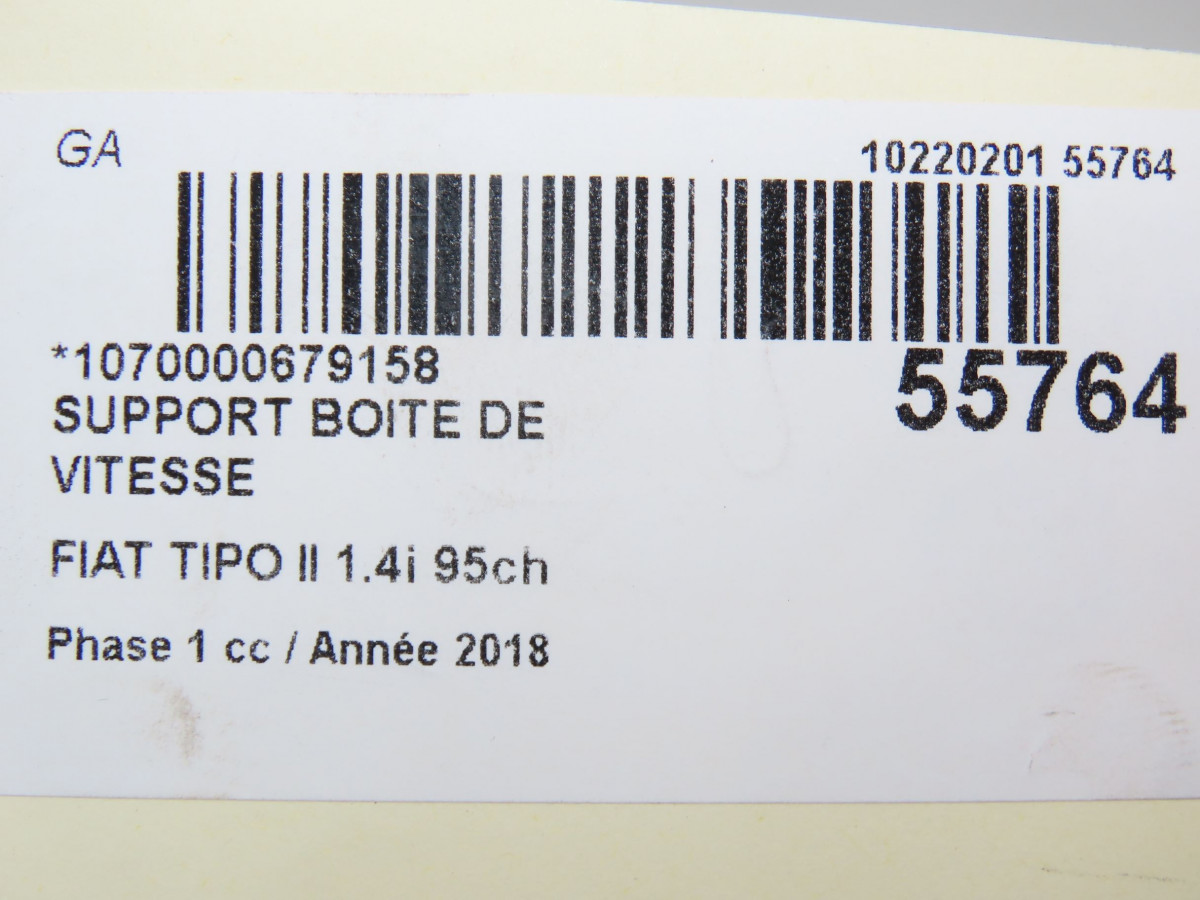 GA
10220201 55764
*1070000679158
55764
SUPPORT BOITE DE
VITESSE
FIAT TIPO II 1.4i 95ch
Phase 1 cc / Année 2018